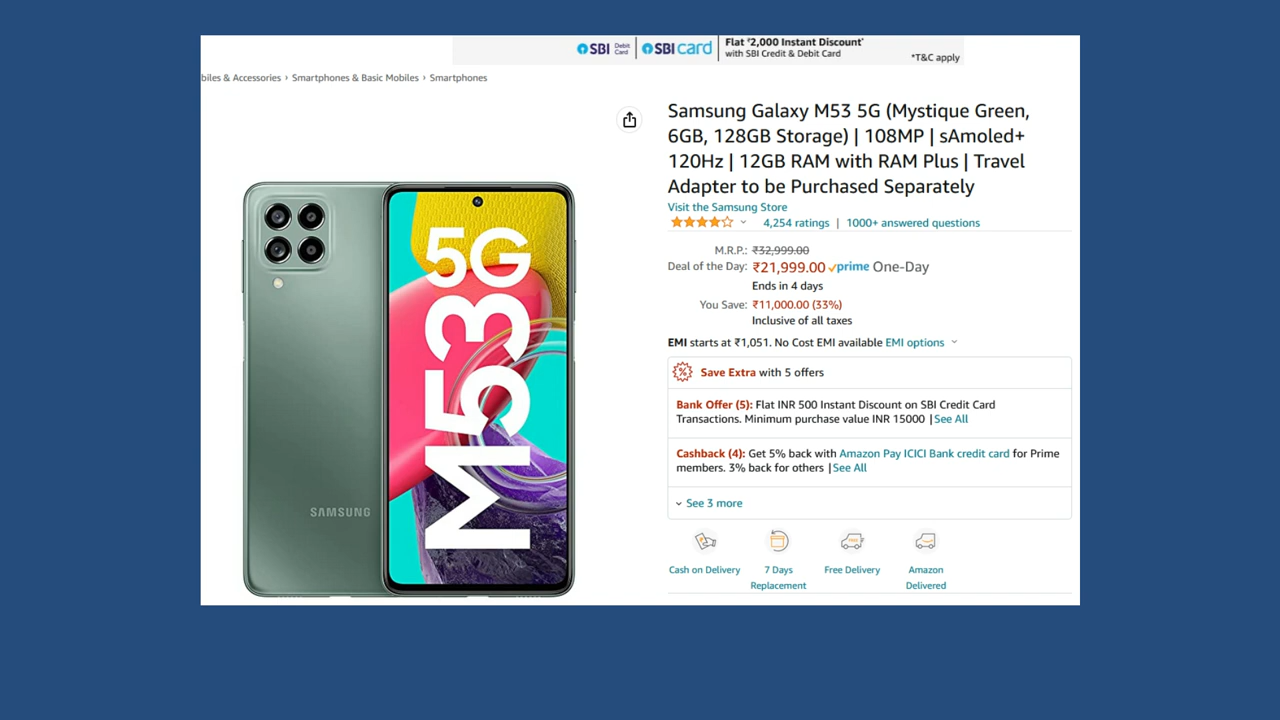 SBI Debit Card | SBI card | Flat ₹2,000 Instant Discount*
with SBI Credit & Debit Card
*T&C apply
biles & Accessories › Smartphones & Basic Mobiles › Smartphones
Samsung Galaxy M53 5G (Mystique Green,
6GB, 128GB Storage) | 108MP | sAmoled+
120Hz | 12GB RAM with RAM Plus | Travel
Adapter to be Purchased Separately
Visit the Samsung Store
4,254 ratings | 1000+ answered questions
M.R.P.: ₹32,999.00
Deal of the Day: ₹21,999.00 prime One-Day
Ends in 4 days
You Save: ₹11,000.00 (33%)
Inclusive of all taxes
EMI starts at ₹1,051. No Cost EMI available EMI options
Save Extra with 5 offers
Bank Offer (5): Flat INR 500 Instant Discount on SBI Credit Card
Transactions. Minimum purchase value INR 15000 | See All
Cashback (4): Get 5% back with Amazon Pay ICICI Bank credit card for Prime
members. 3% back for others | See All
See 3 more
Cash on Delivery
7 Days
Replacement
Free Delivery
Amazon
Delivered
SAMSUNG
M53 5G
FREE